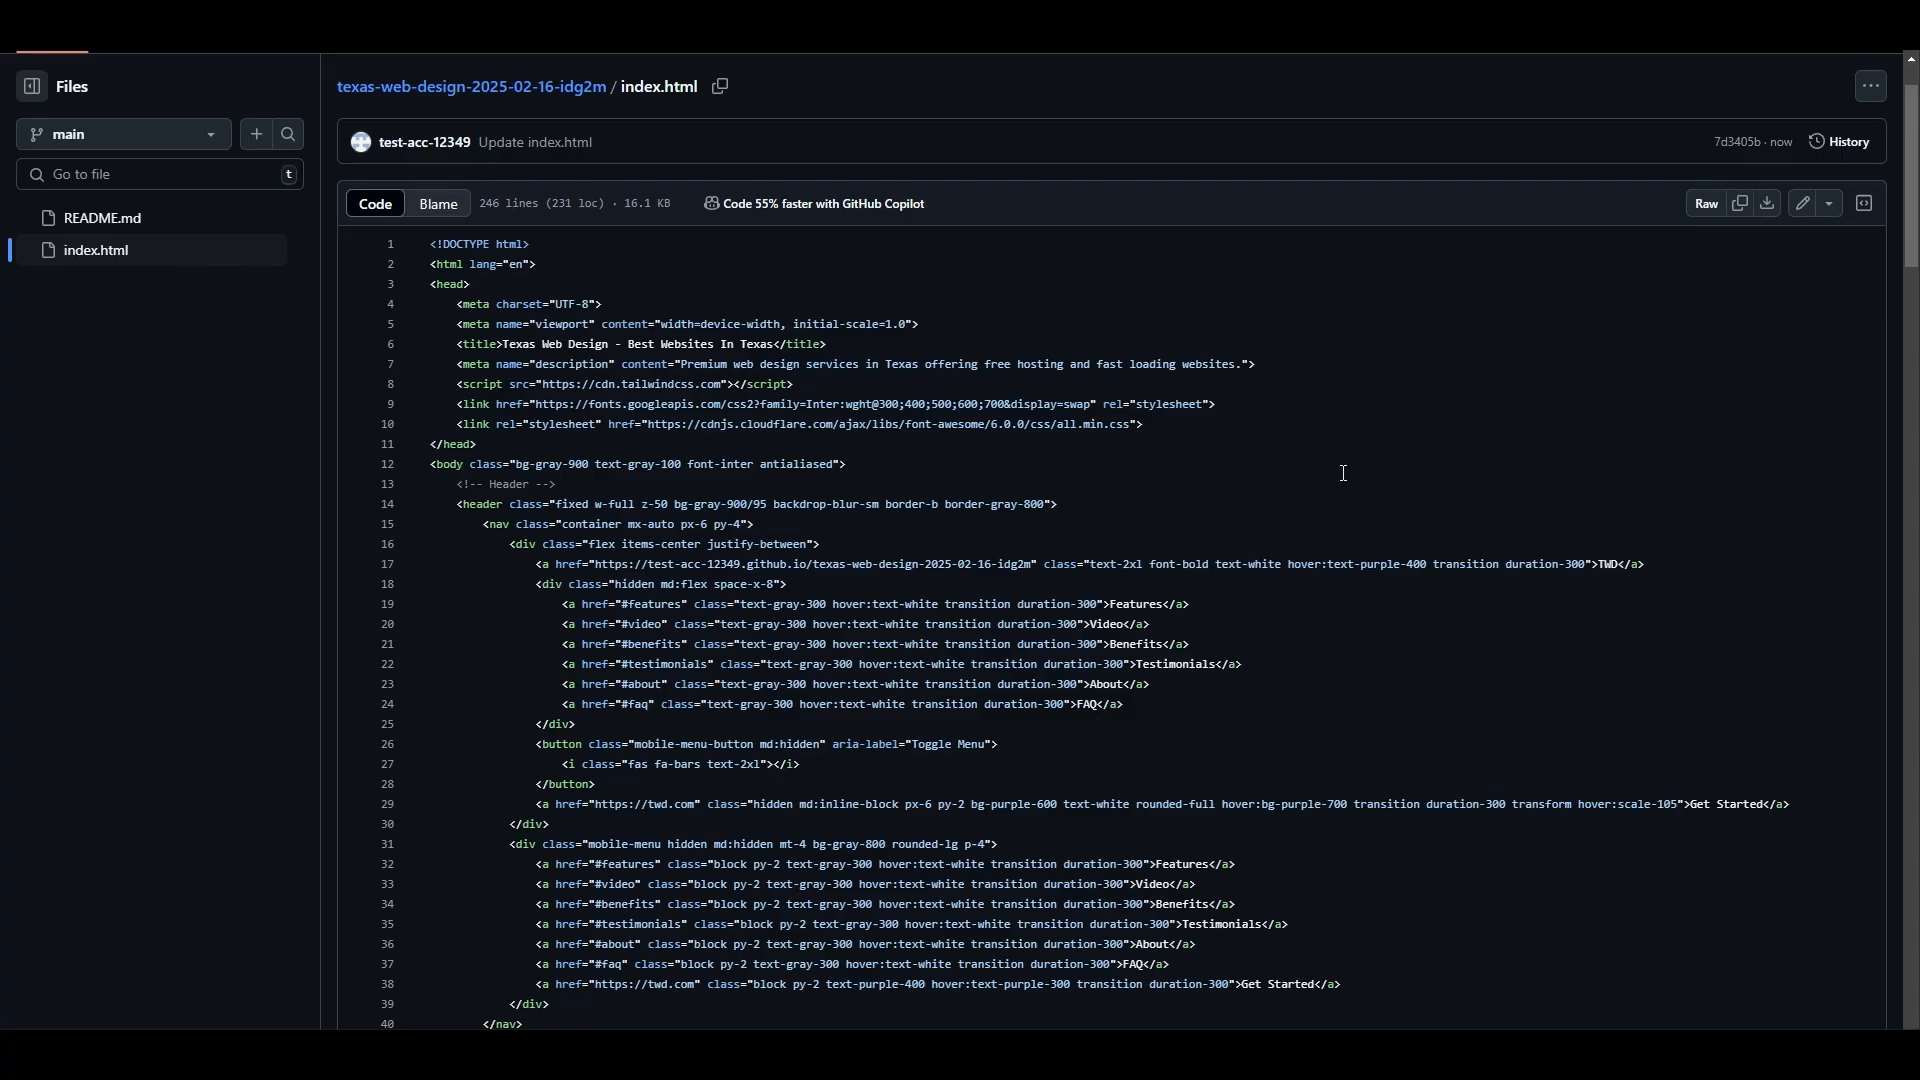 Files
main
Go to file
t
README.md
index.html
texas-web-design-2025-02-16-idg2m / index.html
test-acc-12349 Update index.html
7d3405b · now
History
Code
Blame
246 lines (231 loc) · 16.1 KB
Code 55% faster with GitHub Copilot
Raw
1 <!DOCTYPE html>
2 <html lang="en">
3 <head>
4 <meta charset="UTF-8">
5 <meta name="viewport" content="width=device-width, initial-scale=1.0">
6 <title>Texas Web Design - Best Websites In Texas</title>
7 <meta name="description" content="Premium web design services in Texas offering free hosting and fast loading websites.">
8 <script src="https://cdn.tailwindcss.com"></script>
9 <link href="https://fonts.googleapis.com/css2?family=Inter:wght@300;400;500;600;700&display=swap" rel="stylesheet">
10 <link rel="stylesheet" href="https://cdnjs.cloudflare.com/ajax/libs/font-awesome/6.0.0/css/all.min.css">
11 </head>
12 <body class="bg-gray-900 text-gray-100 font-inter antialiased">
13 <!-- Header -->
14 <header class="fixed w-full z-50 bg-gray-900/95 backdrop-blur-sm border-b border-gray-800">
15 <nav class="container mx-auto px-6 py-4">
16 <div class="flex items-center justify-between">
17 <a href="https://test-acc-12349.github.io/texas-web-design-2025-02-16-idg2m" class="text-2xl font-bold text-white hover:text-purple-400 transition duration-300">TWD</a>
18 <div class="hidden md:flex space-x-8">
19 <a href="#features" class="text-gray-300 hover:text-white transition duration-300">Features</a>
20 <a href="#video" class="text-gray-300 hover:text-white transition duration-300">Video</a>
21 <a href="#benefits" class="text-gray-300 hover:text-white transition duration-300">Benefits</a>
22 <a href="#testimonials" class="text-gray-300 hover:text-white transition duration-300">Testimonials</a>
23 <a href="#about" class="text-gray-300 hover:text-white transition duration-300">About</a>
24 <a href="#faq" class="text-gray-300 hover:text-white transition duration-300">FAQ</a>
25 </div>
26 <button class="mobile-menu-button md:hidden" aria-label="Toggle Menu">
27 <i class="fas fa-bars text-2xl"></i>
28 </button>
29 <a href="https://twd.com" class="hidden md:inline-block px-6 py-2 bg-purple-600 text-white rounded-full hover:bg-purple-700 transition duration-300 transform hover:scale-105">Get Started</a>
30 </div>
31 <div class="mobile-menu hidden md:hidden mt-4 bg-gray-800 rounded-lg p-4">
32 <a href="#features" class="block py-2 text-gray-300 hover:text-white transition duration-300">Features</a>
33 <a href="#video" class="block py-2 text-gray-300 hover:text-white transition duration-300">Video</a>
34 <a href="#benefits" class="block py-2 text-gray-300 hover:text-white transition duration-300">Benefits</a>
35 <a href="#testimonials" class="block py-2 text-gray-300 hover:text-white transition duration-300">Testimonials</a>
36 <a href="#about" class="block py-2 text-gray-300 hover:text-white transition duration-300">About</a>
37 <a href="#faq" class="block py-2 text-gray-300 hover:text-white transition duration-300">FAQ</a>
38 <a href="https://twd.com" class="block py-2 text-purple-400 hover:text-purple-300 transition duration-300">Get Started</a>
39 </div>
40 </nav>